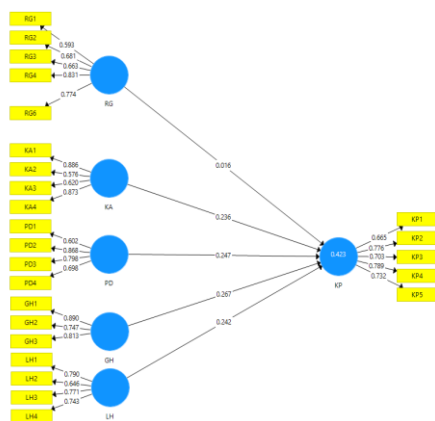 RG1
RG2
RG3
RG4
RG6
0.593
0.681
0.663
0.831
0.774
RG
KA1
KA2
KA3
KA4
0.886
0.576
0.620
0.873
KA
PD1
PD2
PD3
PD4
0.602
0.868
0.798
0.698
PD
GH1
GH2
GH3
0.890
0.747
0.813
GH
LH1
LH2
LH3
LH4
0.790
0.646
0.771
0.743
LH
0.016
0.236
0.247
0.267
0.242
0.423
KP
0.665
0.776
0.703
0.789
0.732
KP1
KP2
KP3
KP4
KP5